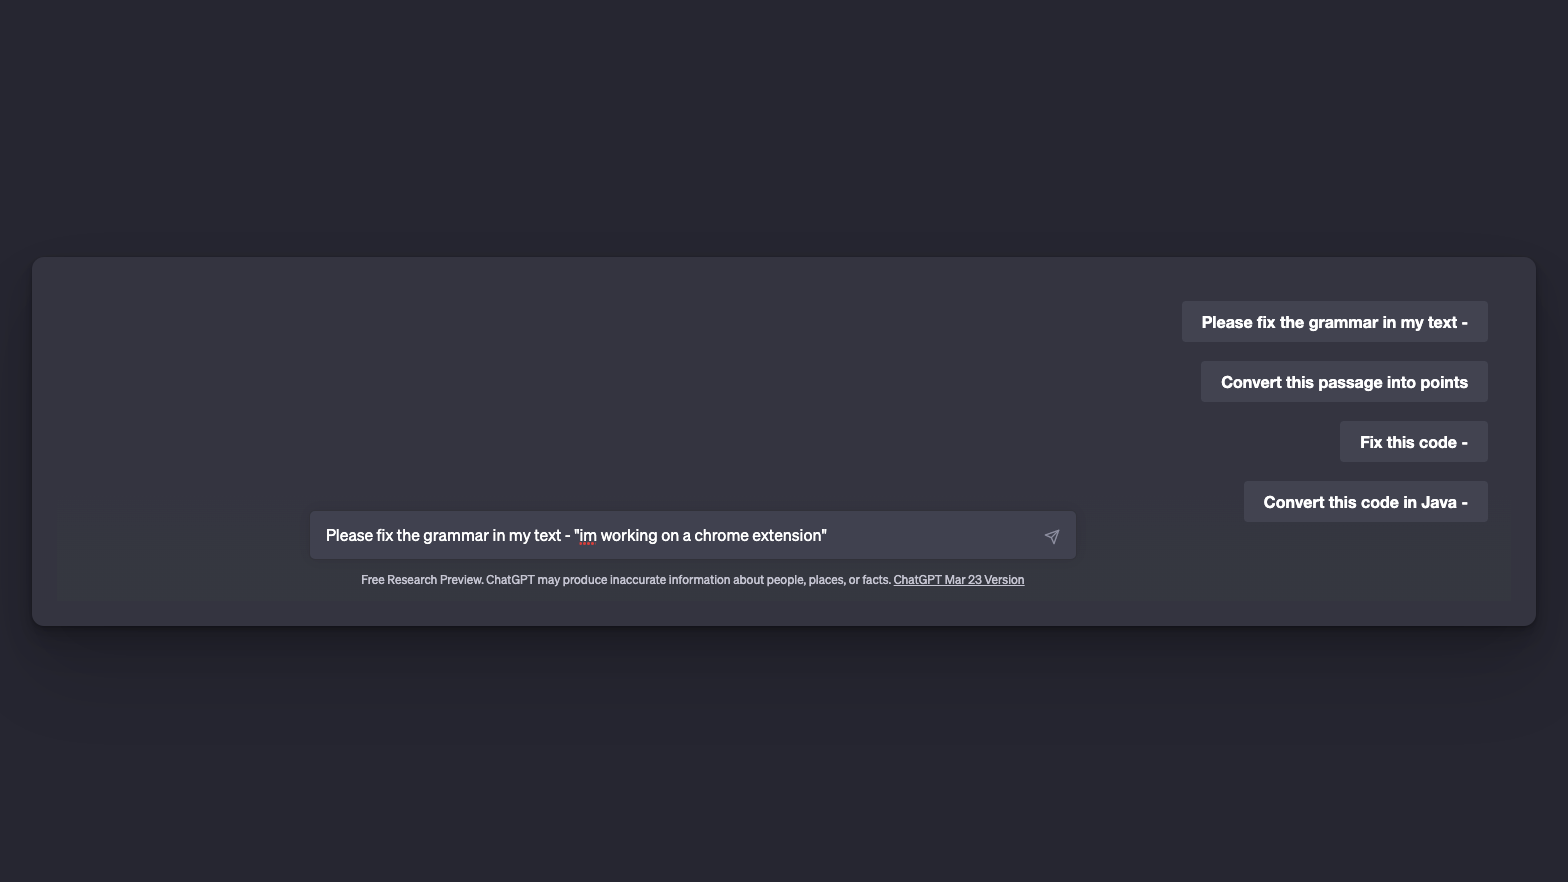 Please fix the grammar in my text -
Convert this passage into points
Fix this code -
Convert this code in Java -
Please fix the grammar in my text - "im working on a chrome extension"
Free Research Preview. ChatGPT may produce inaccurate information about people, places, or facts. ChatGPT Mar 23 Version